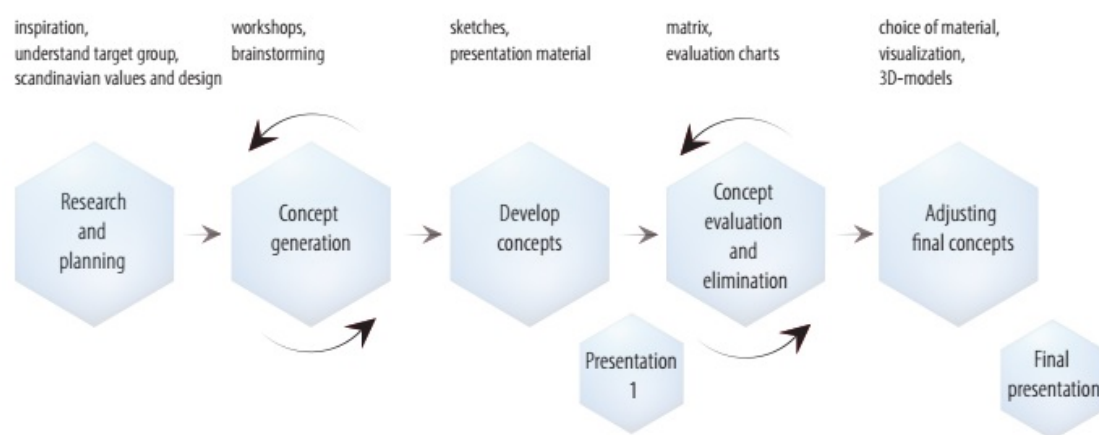 inspiration,
understand target group,
scandinavian values and design
workshops,
brainstorming
sketches,
presentation material
matrix,
evaluation charts
choice of material,
visualization,
3D-models
Research
and
planning
Concept
generation
Develop
concepts
Concept
evaluation
and
elimination
Adjusting
final concepts
Presentation
1
Final
presentation